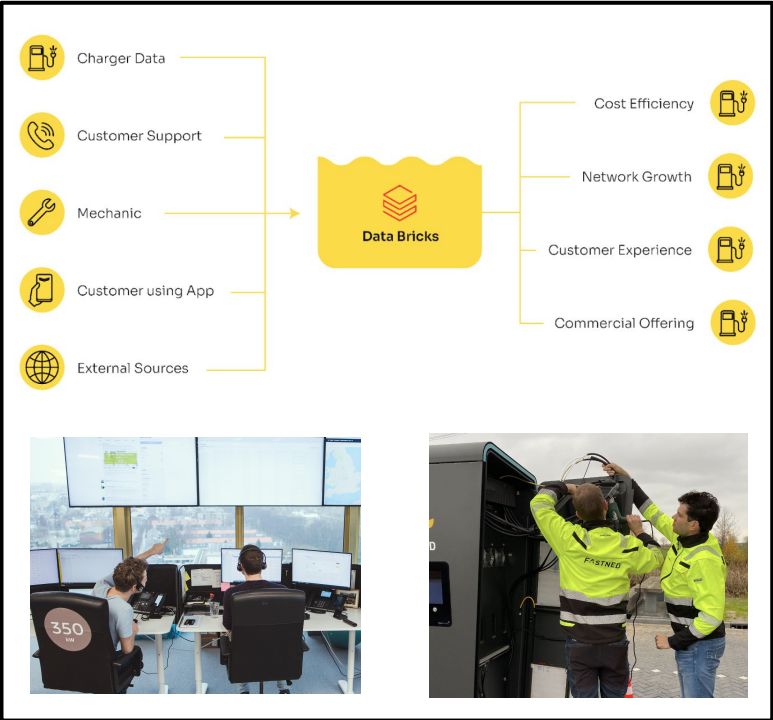 Charger Data
Customer Support
Mechanic
Customer using App
External Sources
Data Bricks
Cost Efficiency
Network Growth
Customer Experience
Commercial Offering
350
kW
FASTNED
D